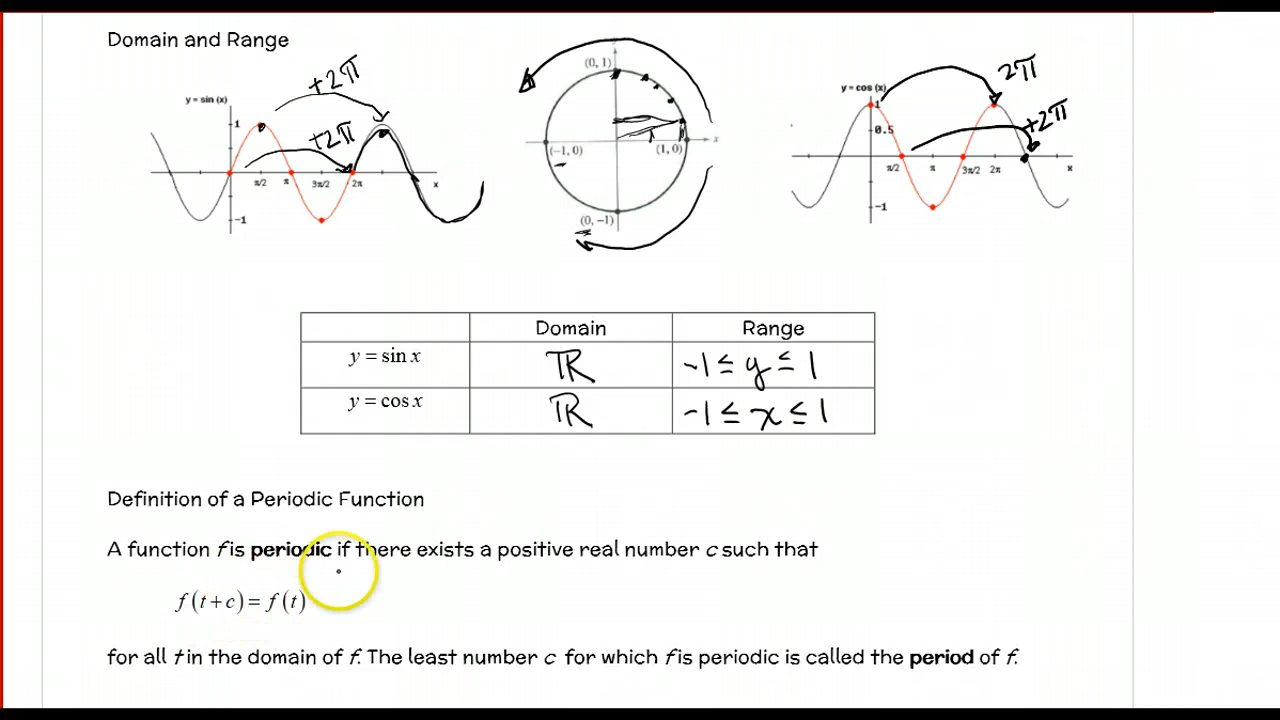 Domain and Range
y = sin (x)
1
-1
π/2
π
3π/2
2π
x
+2π
+2π
(0, 1)
(-1, 0)
(1, 0)
(0, -1)
x
1
y = cos (x)
1
0.5
-1
π/2
π
3π/2
2π
x
2π
+2π
Domain Range
y = sin x ℝ -1 ≤ y ≤ 1
y = cos x ℝ -1 ≤ x ≤ 1
Definition of a Periodic Function
A function f is periodic if there exists a positive real number c such that
f(t+c) = f(t)
for all t in the domain of f. The least number c for which f is periodic is called the period of f.